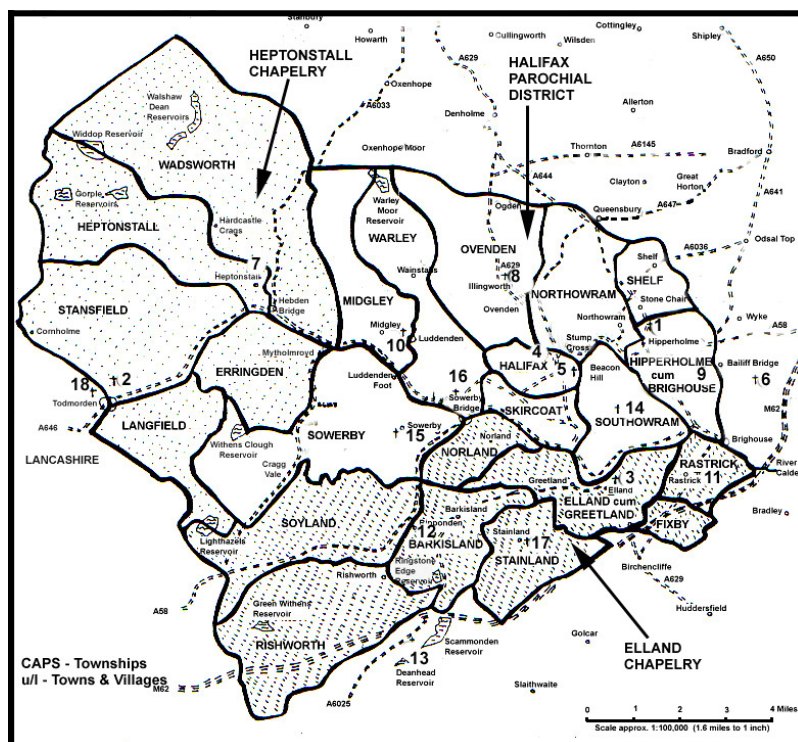 Stanbury
Haworth
Cullingworth
Cottingley
Wilsden
Shipley
A629
A650
HEPTONSTALL
CHAPELRY
HALIFAX
PAROCHIAL
DISTRICT
Oxenhope
A6033
Denholme
Allerton
Walshaw
Dean
Reservoirs
Widdop Reservoir
WADSWORTH
Oxenhope Moor
Thornton
A6145
Bradford
A644
Clayton
Great
Horton
A641
Gorple
Reservoirs
Warley
Moor
Reservoir
Ogden
Queensbury
A647
HEPTONSTALL
Hardcastle
Crags
WARLEY
OVENDEN
A6036
Odsal Top
7
Heptonstall
Wainstalls
A629
8
Illingworth
Shelf
SHELF
STANSFIELD
MIDGLEY
NORTHOWRAM
Stone Chair
Hebden
Bridge
Ovenden
Northowram
1
Wyke
Cornholme
Midgley
10
Luddenden
Stump
Cross
Hipperholme
A58
Mytholmroyd
4
HALIFAX
5
Beacon
Hill
HIPPERHOLME
cum
BRIGHOUSE
9
Bailiff Bridge
6
18
2
ERRINGDEN
Luddenden
Foot
16
Todmorden
Sowerby
Bridge
SKIRCOAT
14
SOUTHOWRAM
M62
A646
LANGFIELD
SOWERBY
Sowerby
15
Norland
NORLAND
Brighouse
LANCASHIRE
Withens Clough
Reservoir
Cragg
Vale
Greetland
3
Elland
ELLAND cum
GREETLAND
RASTRICK
Rastrick
11
River
Calder
SOYLAND
Barkisland
Ripponden
12
BARKISLAND
Stainland
17
STAINLAND
FIXBY
Bradley
Lighthazels
Reservoir
Rishworth
Ringstone
Edge
Reservoir
Birchencliffe
A629
A58
Green Withens
Reservoir
Huddersfield
RISHWORTH
Scammonden
Reservoir
Golcar
ELLAND
CHAPELRY
13
Deanhead
Reservoir
CAPS - Townships
u/l - Towns & Villages
M62
A6025
Slaithwaite
0 1 2 3 4 Miles
Scale approx. 1:100,000 (1.6 miles to 1 inch)